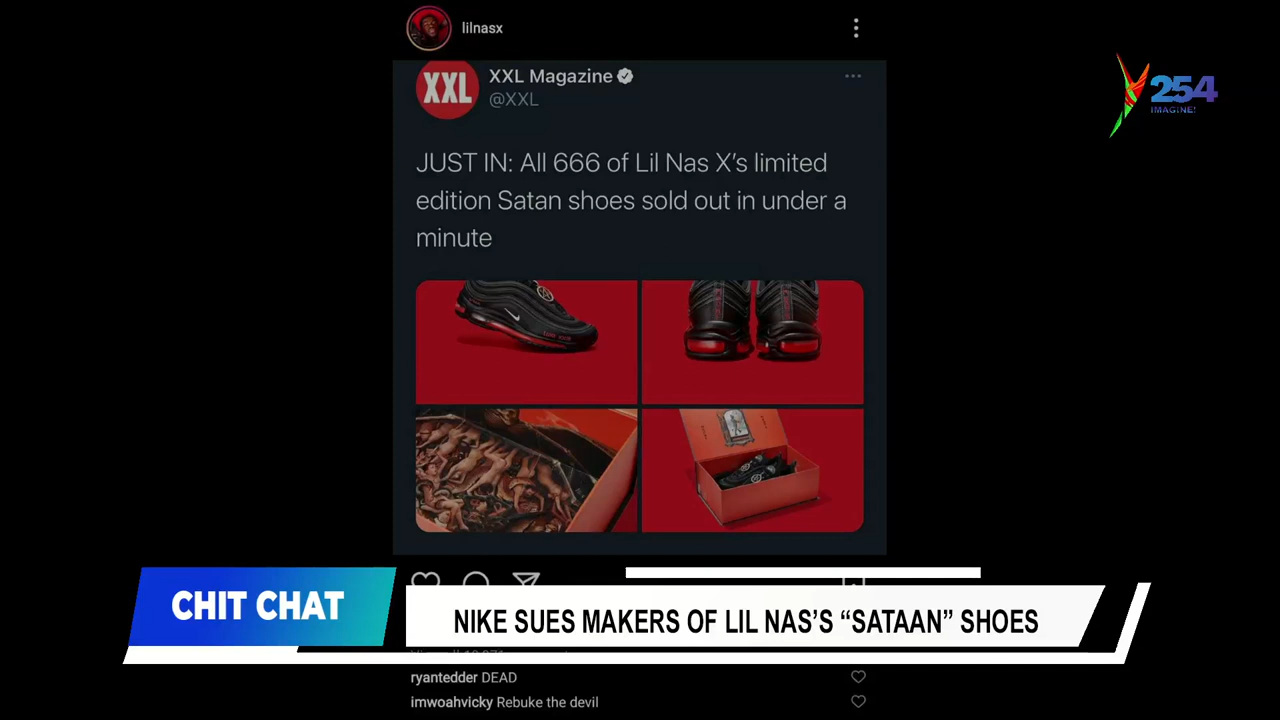 lilnasx
XXL
XXL Magazine
@XXL
254
IMAGINE!
JUST IN: All 666 of Lil Nas X's limited
edition Satan shoes sold out in under a
minute
CHIT CHAT
NIKE SUES MAKERS OF LIL NAS'S “SATAAN” SHOES
ryantedder DEAD
imwoahvicky Rebuke the devil